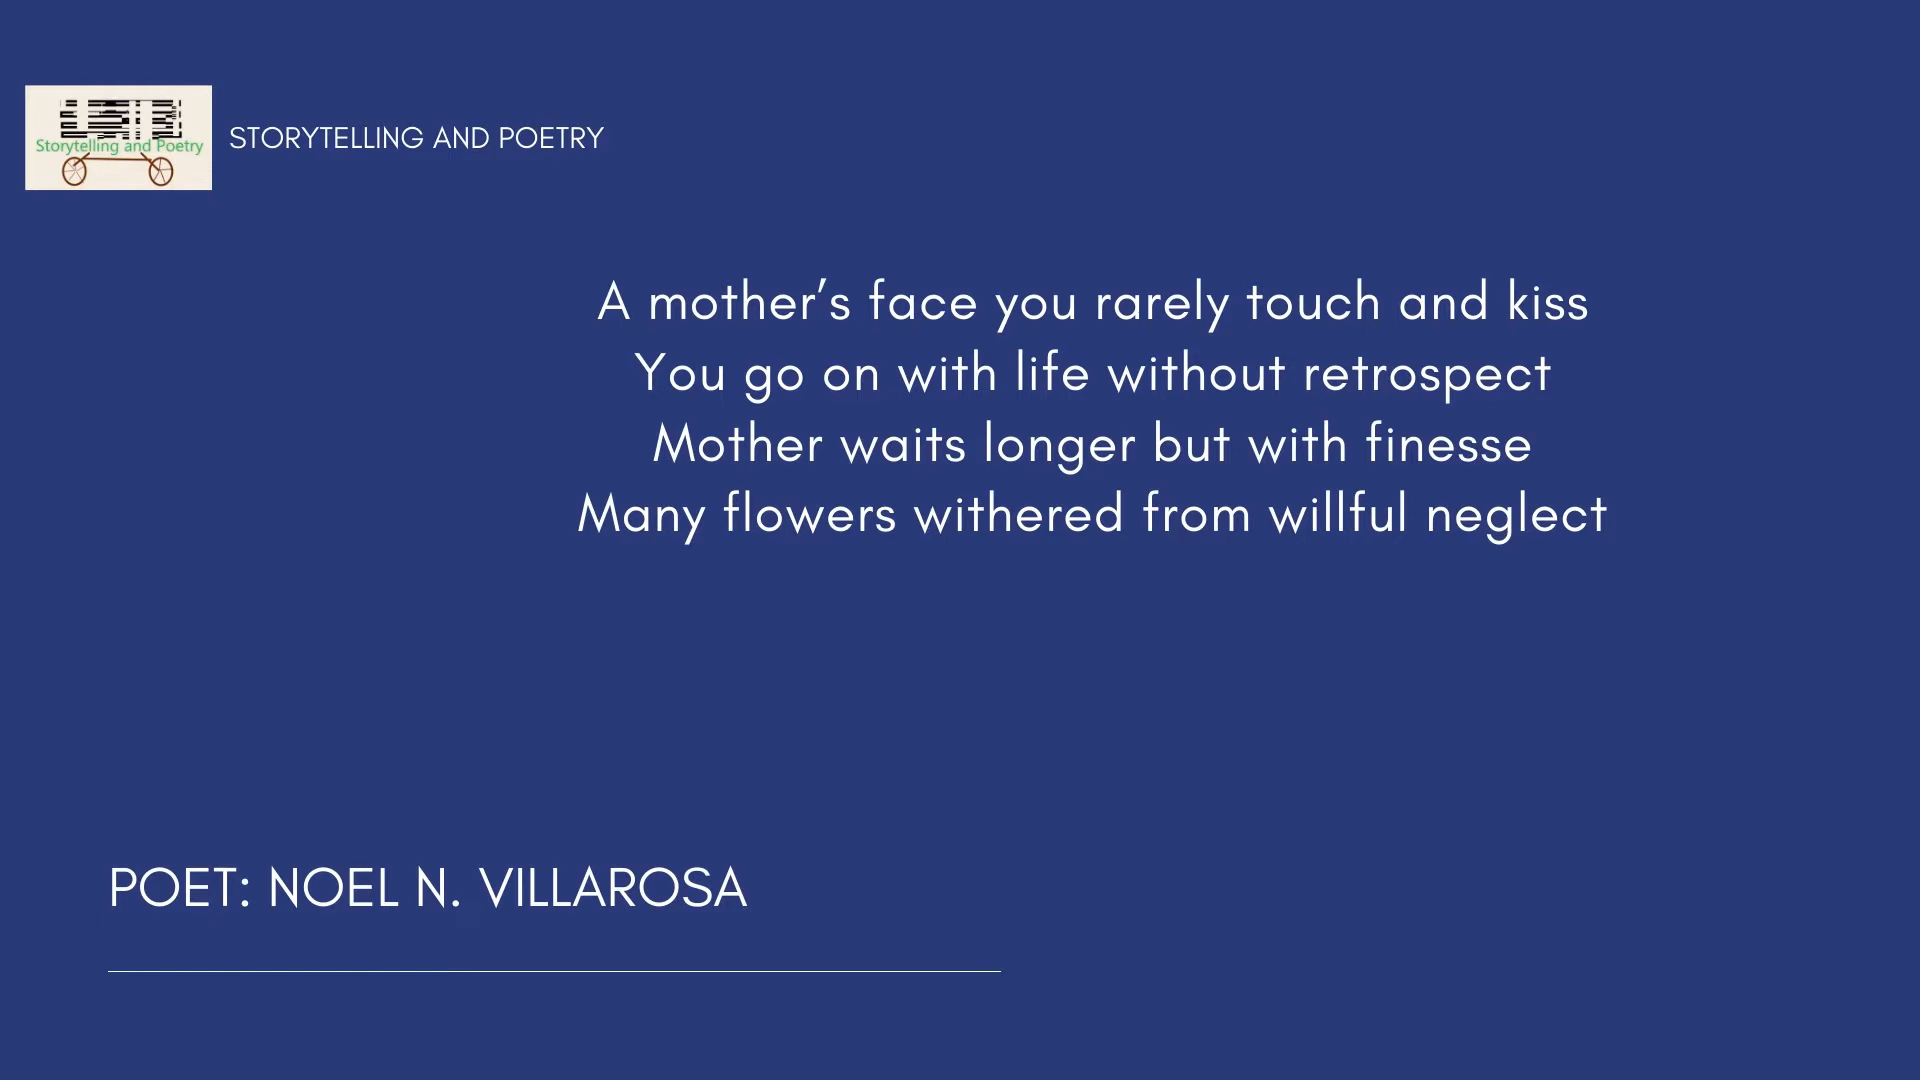 Storytelling and Poetry
STORYTELLING AND POETRY
A mother’s face you rarely touch and kiss
You go on with life without retrospect
Mother waits longer but with finesse
Many flowers withered from willful neglect
POET: NOEL N. VILLAROSA